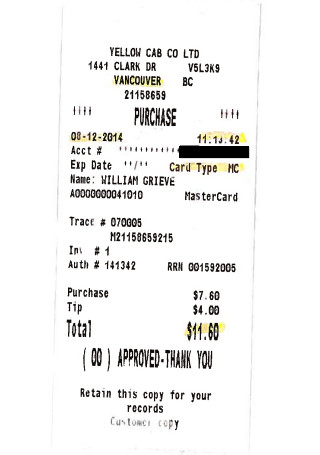 YELLOW CAB CO LTD
1441 CLARK DR V5L3K9
VANCOUVER BC
21158659
††† PURCHASE †††
08-12-2014 11:13:42
Acct # **************
Exp Date **/** Card Type MC
Name: WILLIAM GRIEVE
A0000000041010 MasterCard
Trace # 070005
M21158659215
Inv # 1
Auth # 141342 RRN 001592005
Purchase $7.60
Tip $4.00
Total $11.60
( 00 ) APPROVED-THANK YOU
Retain this copy for your
records
Customer copy